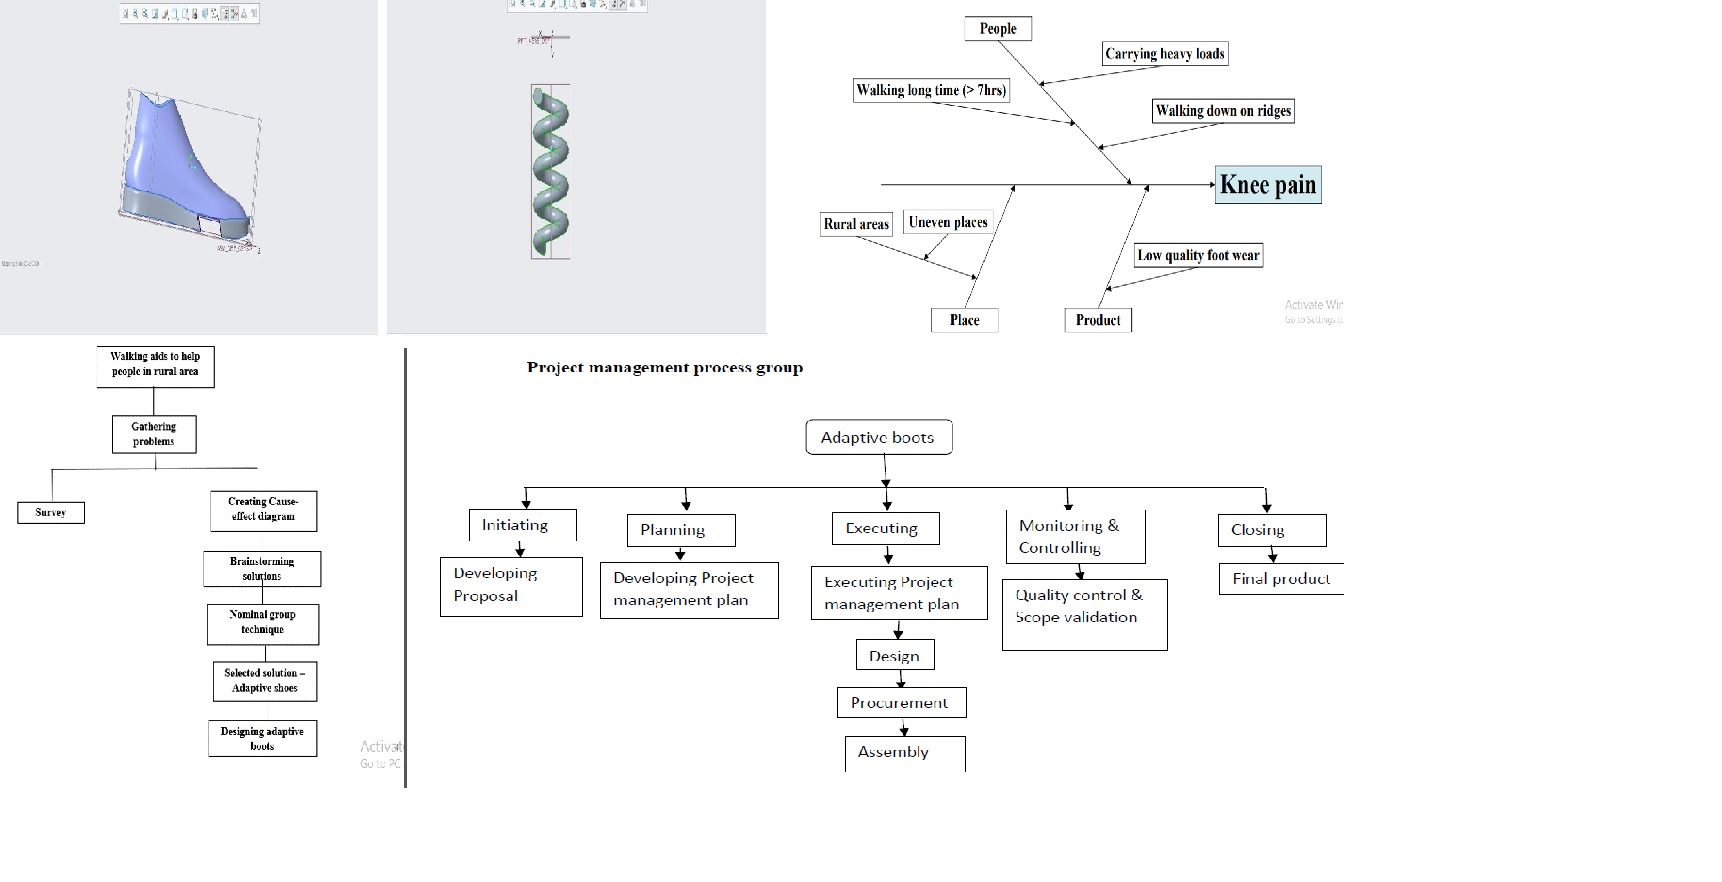 People
Carrying heavy loads
Walking long time (> 7hrs)
Walking down on ridges
Knee pain
Rural areas
Uneven places
Low quality foot wear
Place
Product
Activate Wir
Go to Settings to
Walking aids to help
people in rural area
Gathering
problems
Survey
Creating Cause-
effect diagram
Brainstorming
solutions
Nominal group
technique
Selected solution –
Adaptive shoes
Designing adaptive
boots
Activat
Go to PC
Project management process group
Adaptive boots
Initiating
Planning
Executing
Monitoring &
Controlling
Closing
Developing
Proposal
Developing Project
management plan
Executing Project
management plan
Quality control &
Scope validation
Final product
Design
Procurement
Assembly